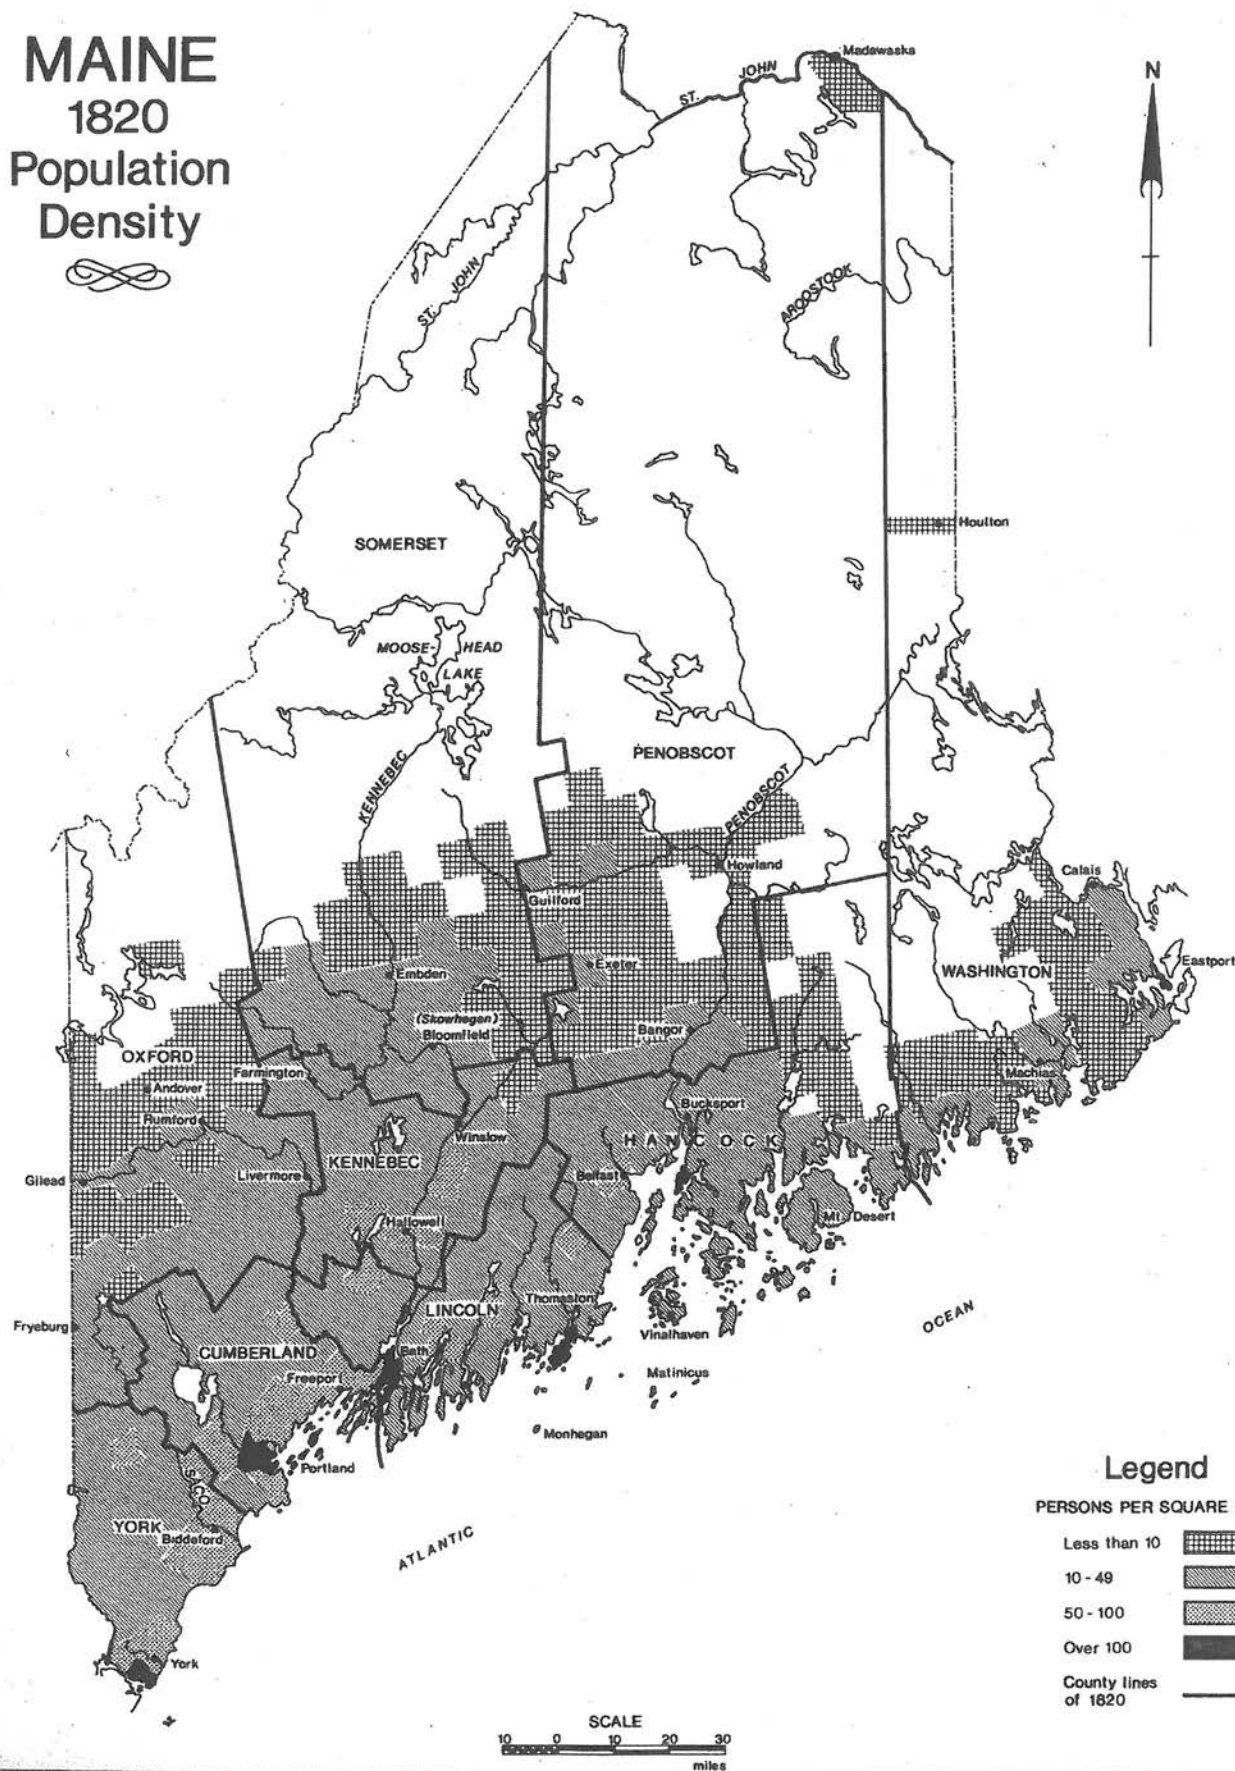 MAINE
1820
Population
Density
N
Madawaska
ST. JOHN
ST. JOHN
AROOSTOOK
Houlton
SOMERSET
MOOSE- HEAD
LAKE
KENNEBEC
PENOBSCOT
PENOBSCOT
Howland
Guilford
Calais
Eastport
WASHINGTON
Embden
Exeter
(Skowhegan)
Bloomfield
Bangor
OXFORD
Farmington
Machias
Andover
Rumford
Bucksport
Winslow
HANCOCK
KENNEBEC
Gilead
Livermore
Belfast
Mt. Desert
Hallowell
Thomaston
LINCOLN
Fryeburg
Vinalhaven
CUMBERLAND
Bath
Freeport
Matinicus
OCEAN
Monhegan
Portland
SACO
YORK
Biddeford
ATLANTIC
York
Legend
PERSONS PER SQUARE
Less than 10
10 - 49
50 - 100
Over 100
County lines
of 1820
SCALE
10 0 10 20 30
miles